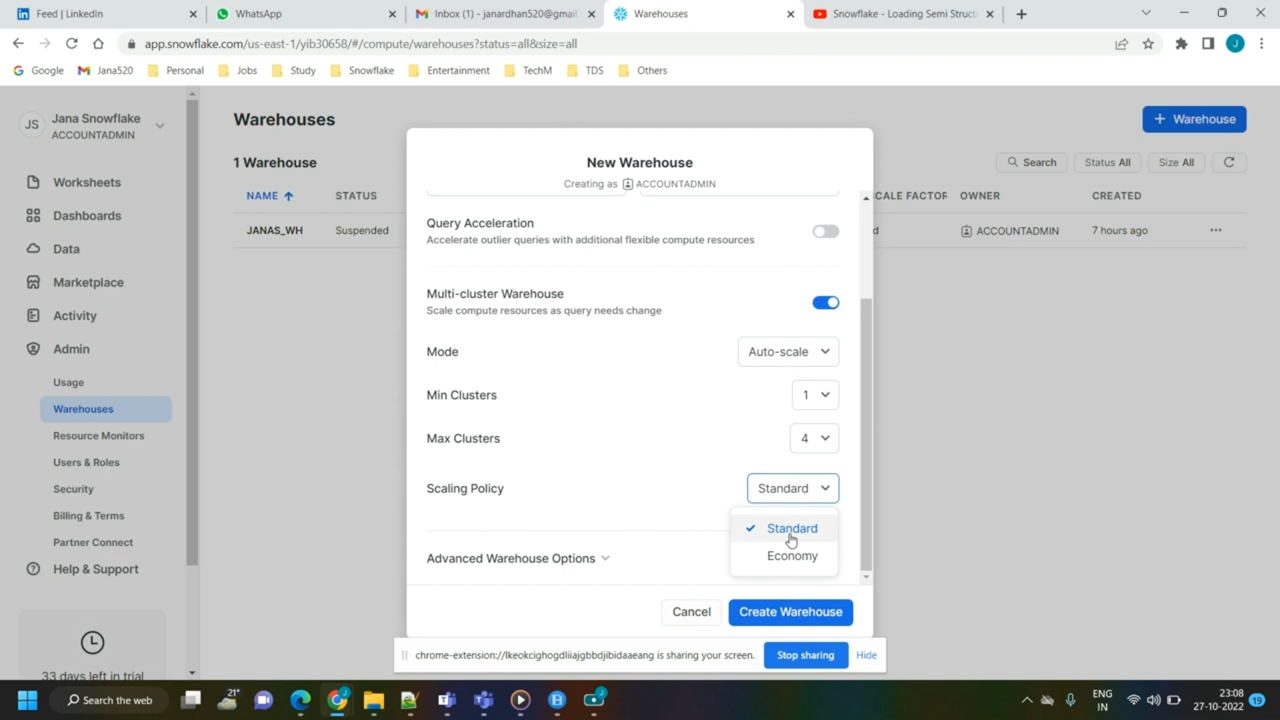 Feed | LinkedIn
WhatsApp
Inbox (1) - janardhan520@gmail.
Warehouses
Snowflake - Loading Semi Struct
app.snowflake.com/us-east-1/yib30658/#/compute/warehouses?status=all&size=all
J
Google
Jana520
Personal
Jobs
Study
Snowflake
Entertainment
TechM
TDS
Others
JS
Jana Snowflake
ACCOUNTADMIN
Worksheets
Dashboards
Data
Marketplace
Activity
Admin
Usage
Warehouses
Resource Monitors
Users & Roles
Security
Billing & Terms
Partner Connect
Help & Support
33 days left in trial
Warehouses
+ Warehouse
1 Warehouse
Search
Status All
Size All
NAME
STATUS
CALE FACTOR
OWNER
CREATED
JANAS_WH
Suspended
d
ACCOUNTADMIN
7 hours ago
New Warehouse
Creating as ACCOUNTADMIN
Query Acceleration
Accelerate outlier queries with additional flexible compute resources
Multi-cluster Warehouse
Scale compute resources as query needs change
Mode
Auto-scale
Min Clusters
1
Max Clusters
4
Scaling Policy
Standard
Standard
Economy
Advanced Warehouse Options
Cancel
Create Warehouse
chrome-extension://lkeokcighogdliiajgbbdjibidaaeang is sharing your screen.
Stop sharing
Hide
Search the web
21°
ENG
IN
23:08
27-10-2022
19